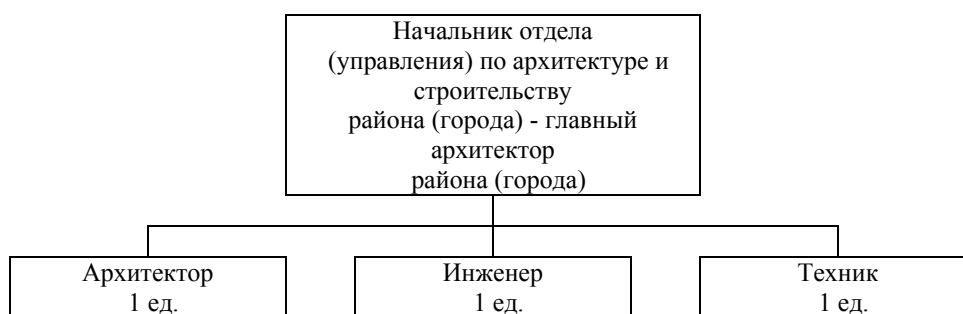 Начальник отдела
(управления) по архитектуре и
строительству
района (города) - главный
архитектор
района (города)
Архитектор
1 ед.
Инженер
1 ед.
Техник
1 ед.